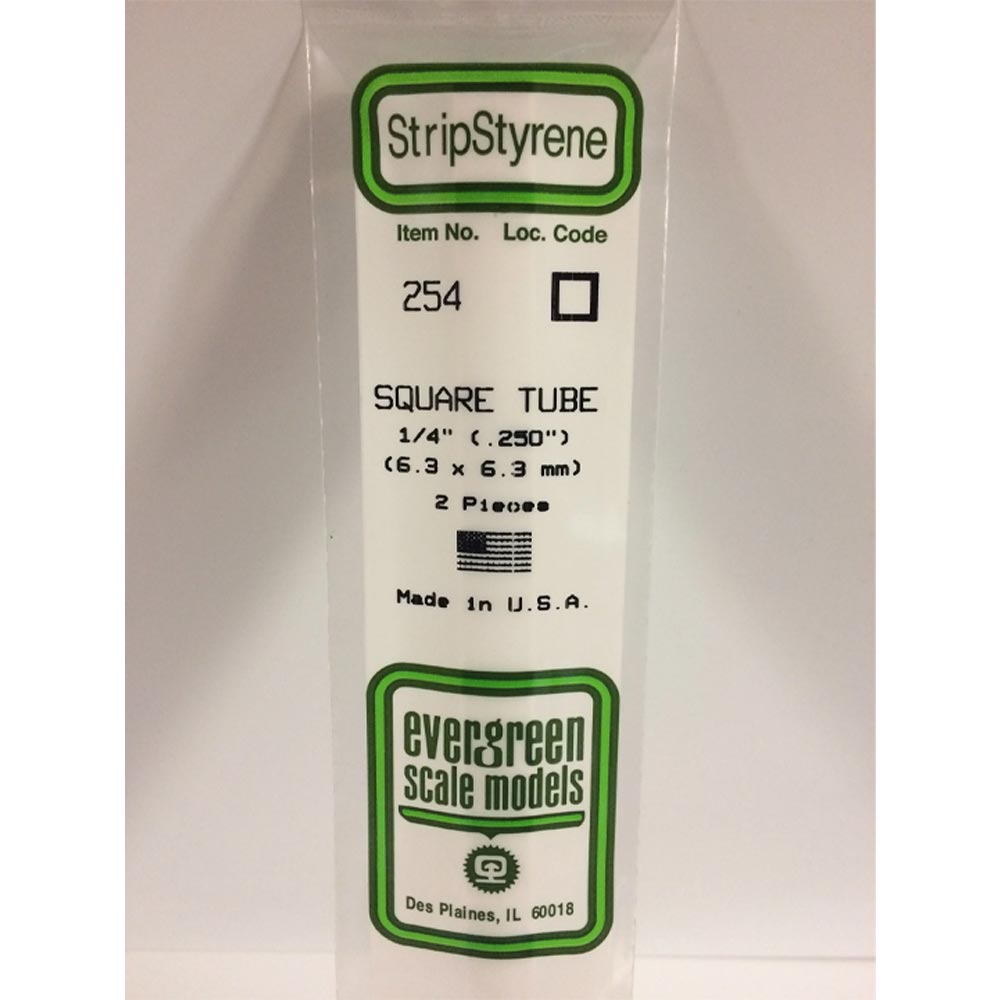 StripStyrene
Item No. Loc. Code
254
SQUARE TUBE
1/4" (.250")
(6.3 x 6.3 mm)
2 Pieces
Made in U.S.A.
evergreen
scale models
Des Plaines, IL 60018